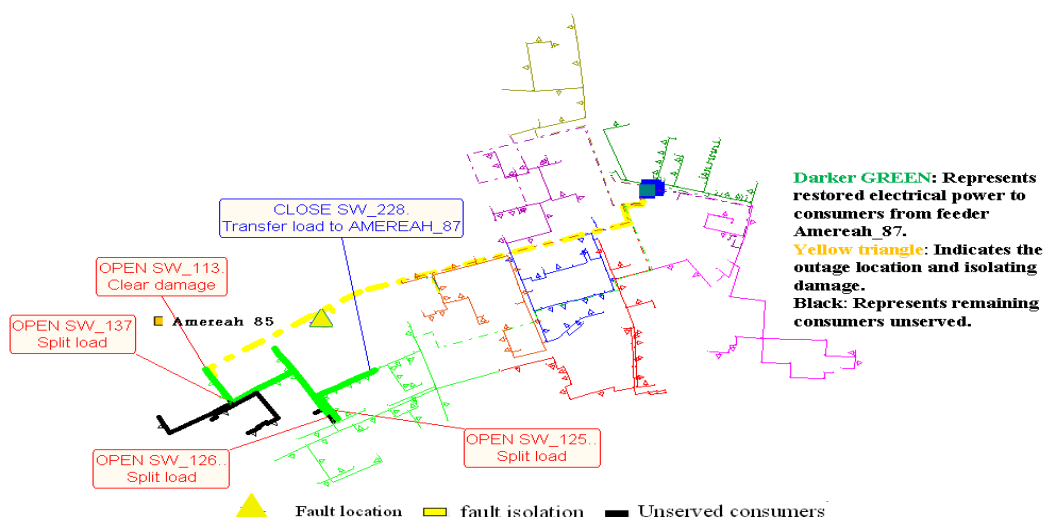 CLOSE SW_228.
Transfer load to AMEREAH_87
OPEN SW_113..
Clear damage
OPEN SW_137
Split load
Amereah 85
OPEN SW_126..
Split load
OPEN SW_125..
Split load
Darker GREEN: Represents
restored electrical power to
consumers from feeder
Amereah_87.
Yellow triangle: Indicates the
outage location and isolating
damage.
Black: Represents remaining
consumers unserved.
Fault location
fault isolation
Unserved consumers